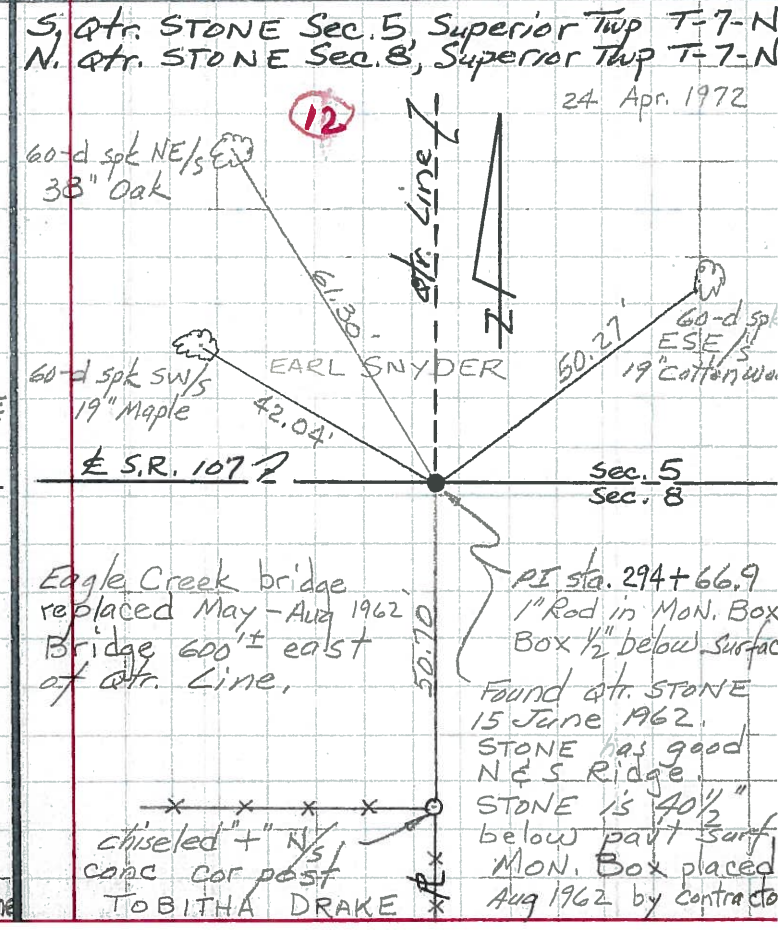 S. Qtr. STONE Sec. 5, Superior Twp T-7-N
N. Qtr. STONE Sec. 8, Superior Twp T-7-N
24 Apr. 1972
12
60-d spk NE/s
38" Oak
Qtr. Line
61.30'
N
60-d spk
ESE/s
19" Cottonwo
50.27'
EARL SNYDER
60-d spk SW/s
19" Maple
42.04'
℄ S.R. 107
Sec. 5
Sec. 8
Eagle Creek bridge
replaced May-Aug 1962
Bridge 600'± east
of Qtr. Line.
50.70'
PI sta. 294+66.9
1" Rod in MON. Box
Box 1/2" below Surfac
Found Qtr. STONE
15 June 1962.
STONE has good
N & S Ridge.
STONE is 40 1/2"
below pavt surf.
MON. Box placed
Aug 1962 by contracto
chiseled "+" N/s
conc cor post
TOBITHA DRAKE